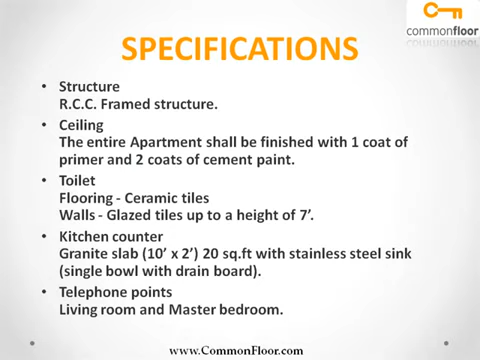 commonfloor
SPECIFICATIONS
• Structure
R.C.C. Framed structure.
• Ceiling
The entire Apartment shall be finished with 1 coat of
primer and 2 coats of cement paint.
• Toilet
Flooring - Ceramic tiles
Walls - Glazed tiles up to a height of 7’.
• Kitchen counter
Granite slab (10’ x 2’) 20 sq.ft with stainless steel sink
(single bowl with drain board).
• Telephone points
Living room and Master bedroom.
www.CommonFloor.com